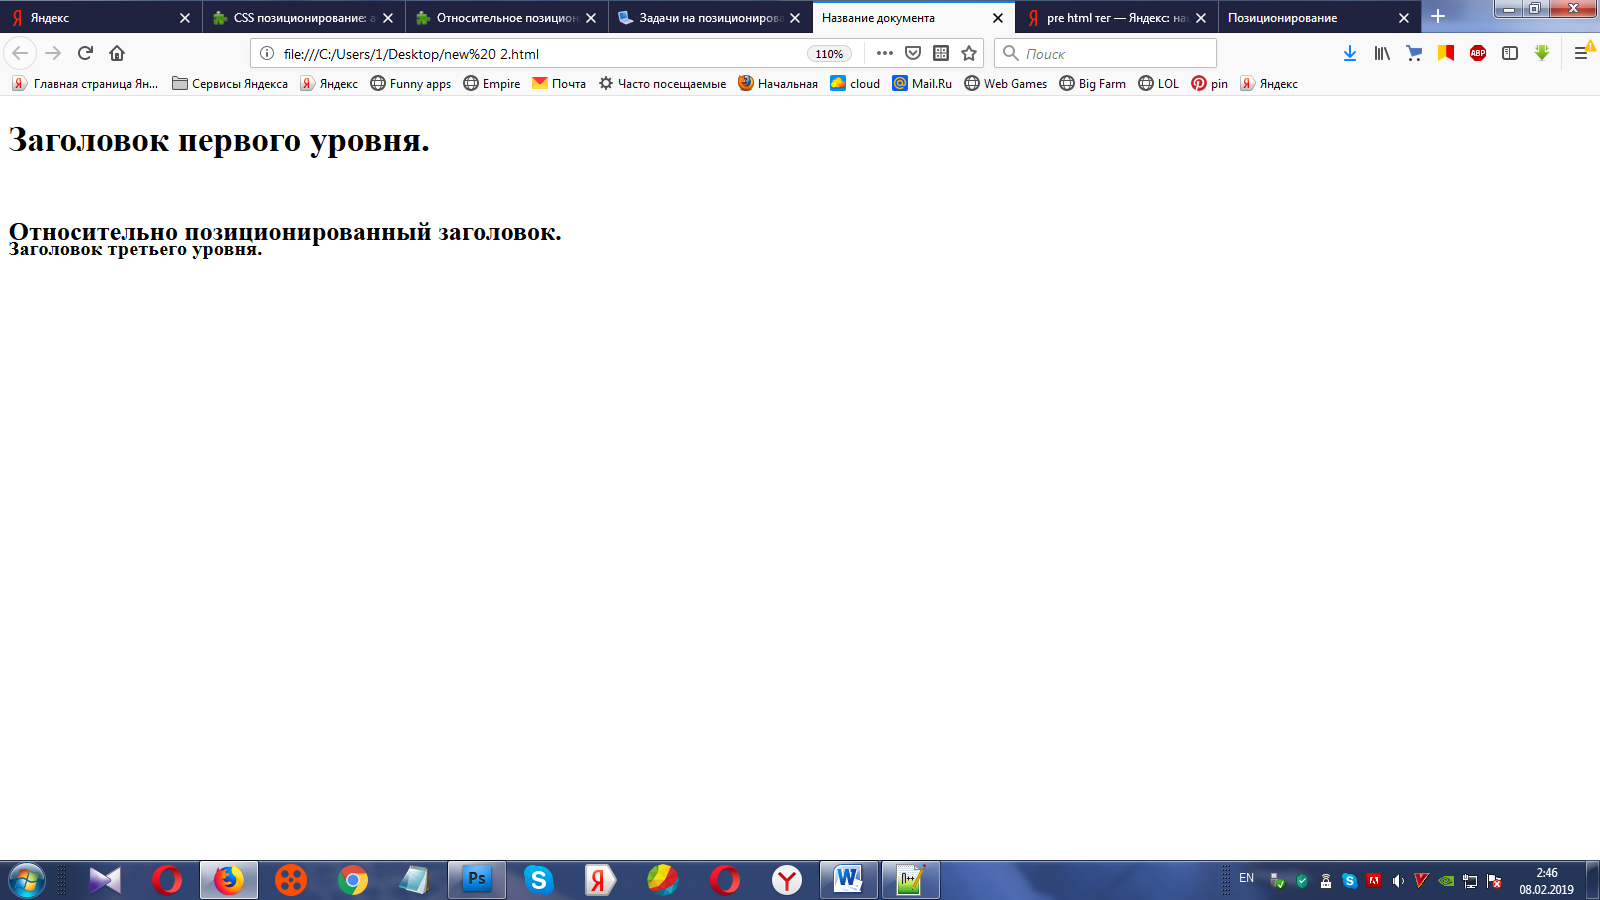 Яндекс
CSS позиционирование: а
Относительное позицион
Задачи на позиционирова
Название документа
pre html тег — Яндекс: на
Позиционирование
file:///C:/Users/1/Desktop/new%20 2.html
110%
Поиск
ABP
Главная страница Ян...
Сервисы Яндекса
Яндекс
Funny apps
Empire
Почта
Часто посещаемые
Начальная
cloud
Mail.Ru
Web Games
Big Farm
LOL
pin
Яндекс
Заголовок первого уровня.
Относительно позиционированный заголовок.
Заголовок третьего уровня.
Ps
EN
2:46
08.02.2019